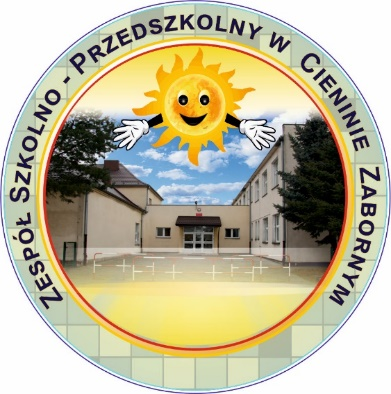 Zespół Szkolno - Przedszkolny w Cieninie Zabornym